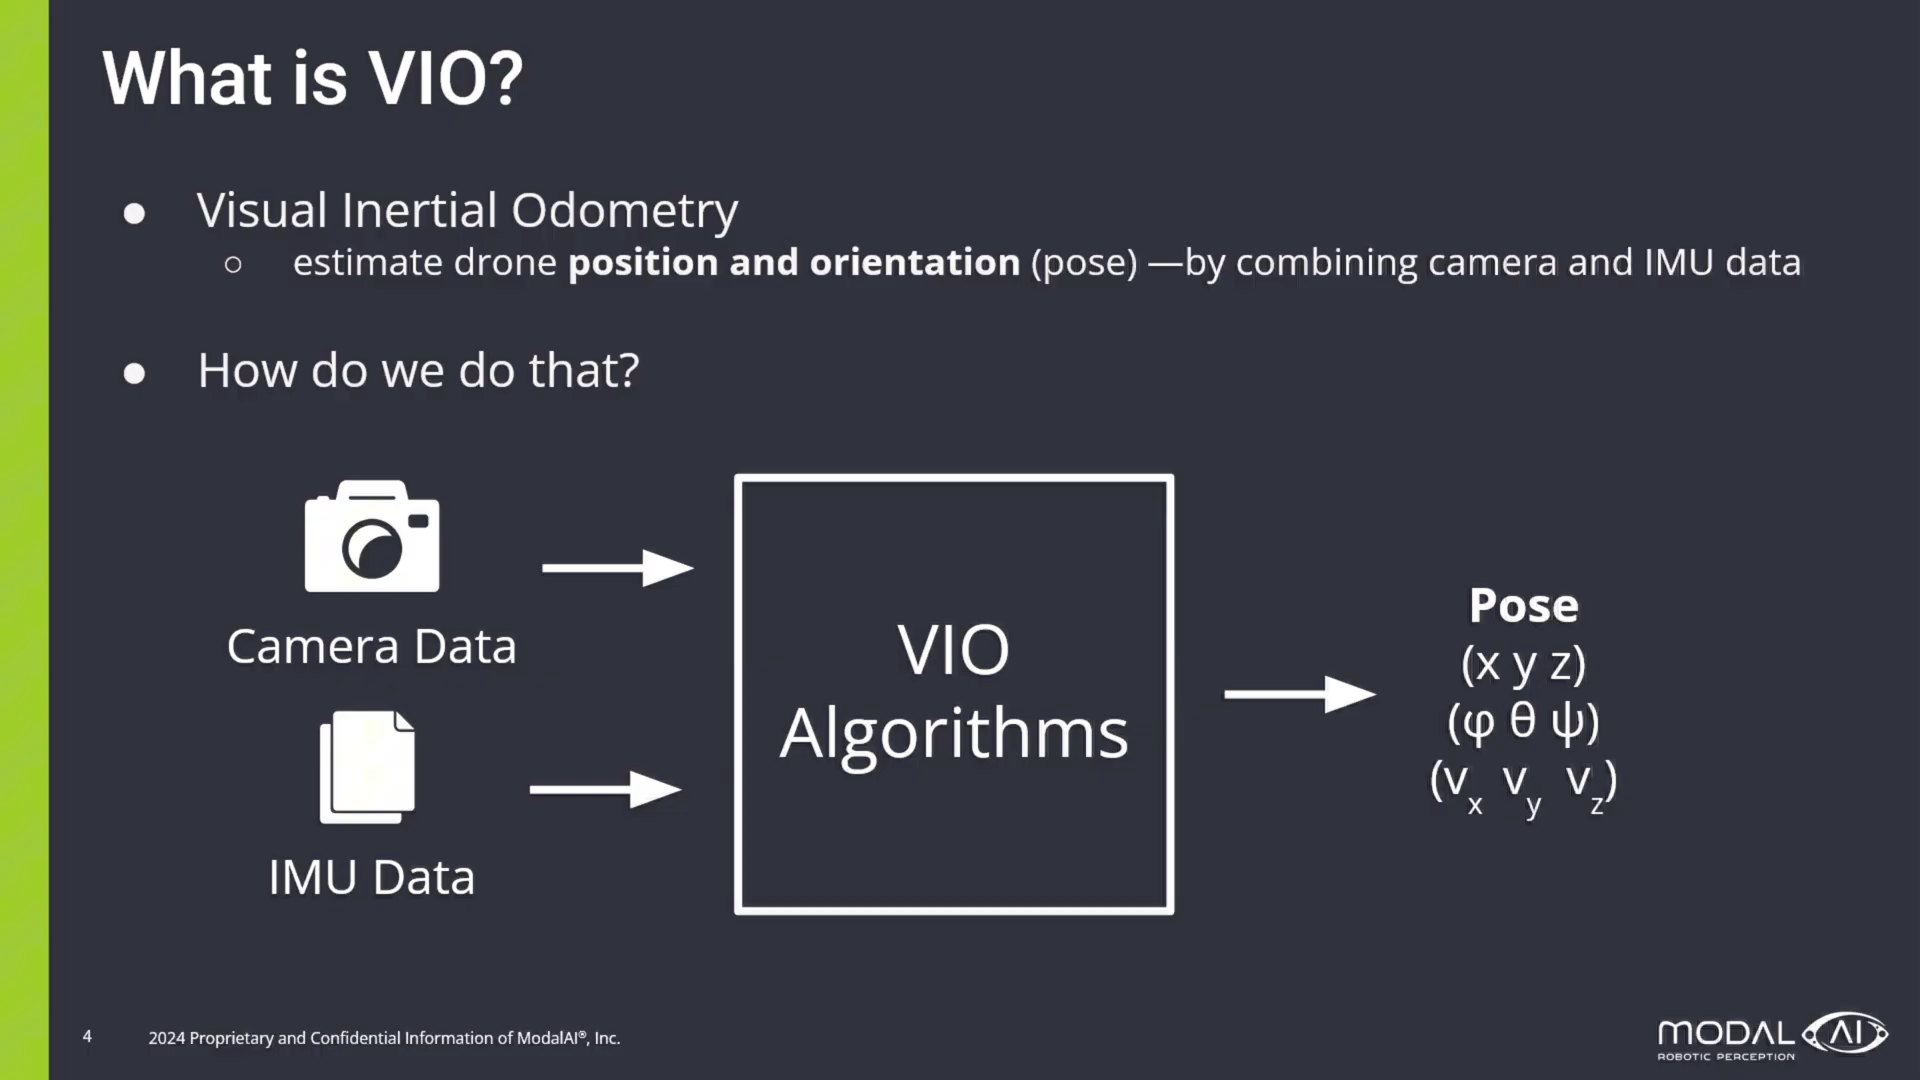 What is VIO?
● Visual Inertial Odometry
○ estimate drone position and orientation (pose) —by combining camera and IMU data
● How do we do that?
Camera Data
IMU Data
VIO
Algorithms
Pose
(x y z)
(φ θ ψ)
(vx vy vz)
4
2024 Proprietary and Confidential Information of ModalAI®, Inc.
MODAL AI
ROBOTIC PERCEPTION